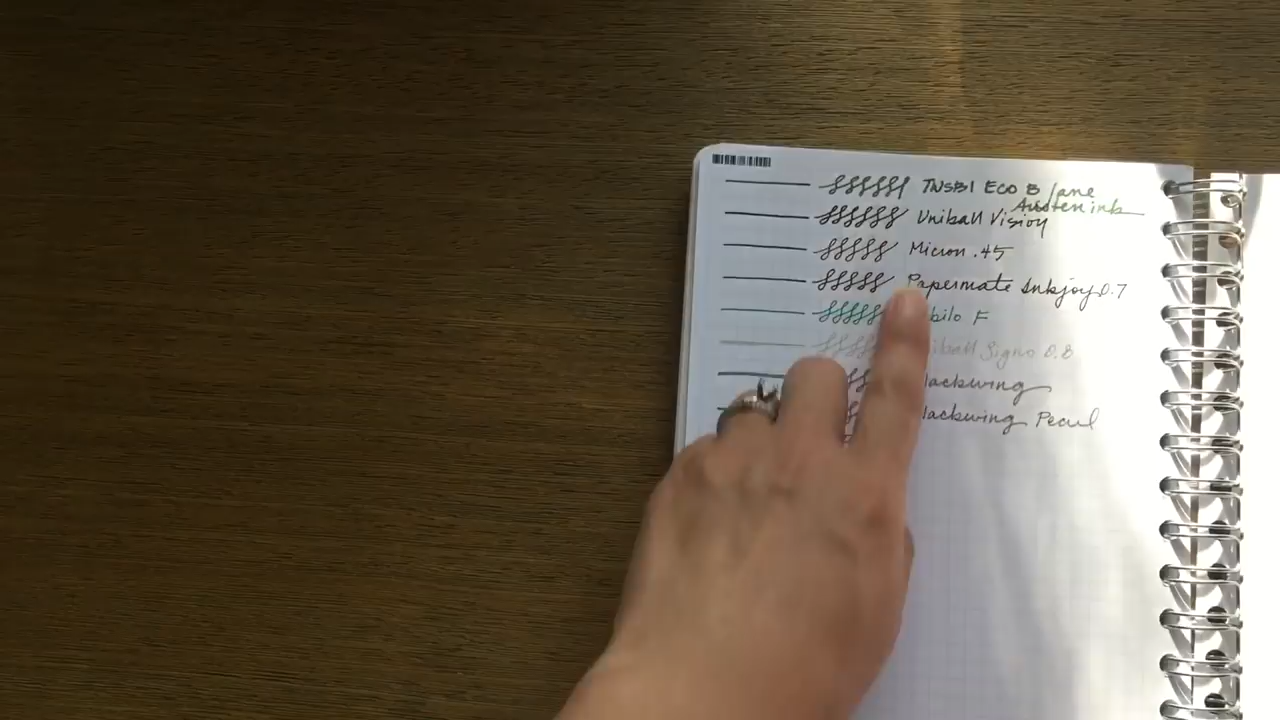 TWSBI ECO B Jane
Austen ink
Uniball Vision
Micron .45
Papermate Inkjoy 0.7
bilo F
iball Signo 0.8
lackwing
lackwing Pearl